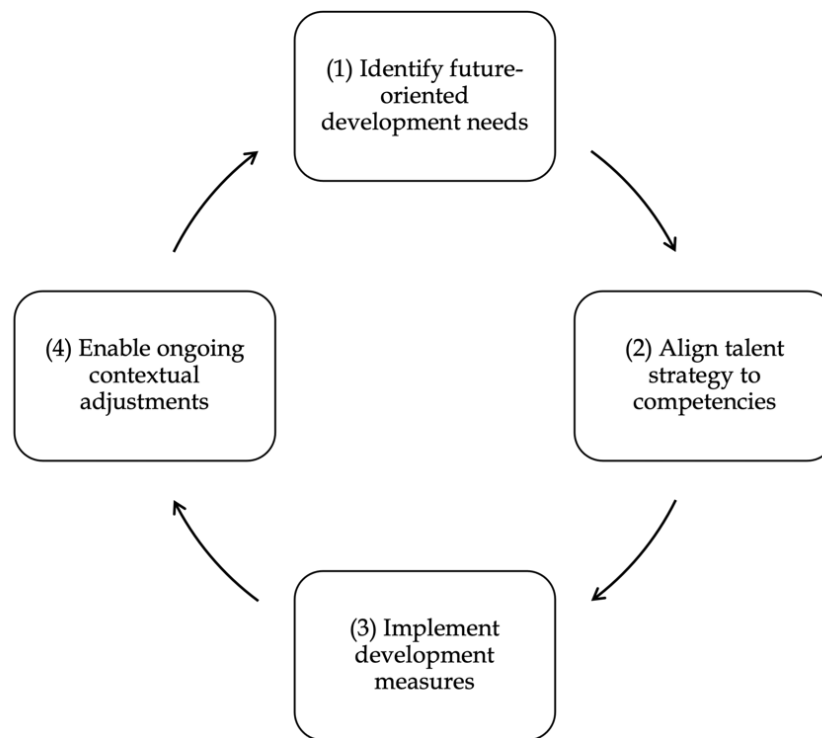 (1) Identify future-
oriented
development needs
(2) Align talent
strategy to
competencies
(3) Implement
development
measures
(4) Enable ongoing
contextual
adjustments